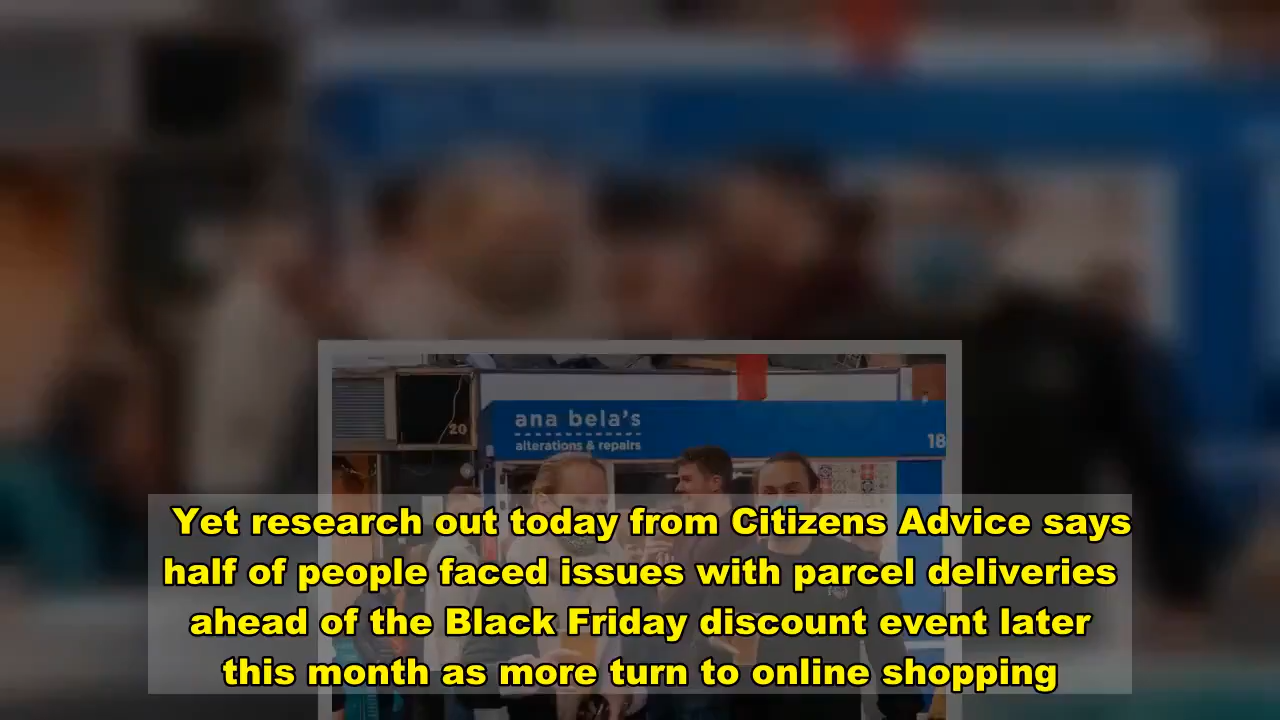 ana bela's
alterations & repairs
20
18
Yet research out today from Citizens Advice says
half of people faced issues with parcel deliveries
ahead of the Black Friday discount event later
this month as more turn to online shopping